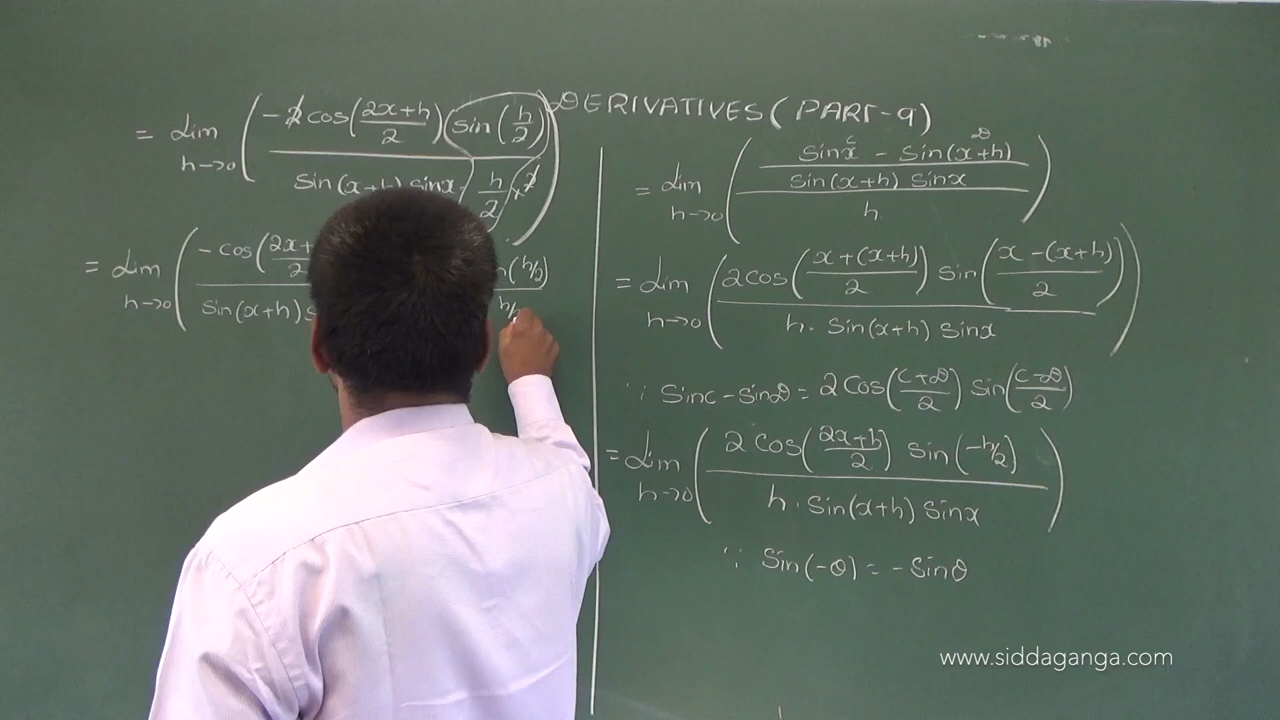 DERIVATIVES (PART-9)
= Lim h→0 ( -2 cos((2x+h)/2) (sin(h/2)) / sin(x+h) sinx · h/2 × 2 )
= Lim h→0 ( -cos( 2x+ / sin(x+h) (h/2) / h/
= Lim h→0 ( (sin x - sin(x+h)) / (sin(x+h) sinx) / h )
C D
= Lim h→0 ( 2cos((x+(x+h))/2) sin((x-(x+h))/2) / h· sin(x+h) sinx )
∵ sinc - sinD = 2 cos((C+D)/2) sin((C-D)/2)
= Lim h→0 ( 2 cos((2x+h)/2) sin(-h/2) / h · sin(x+h) sinx )
∵ sin(-θ) = - sinθ
www.siddaganga.com